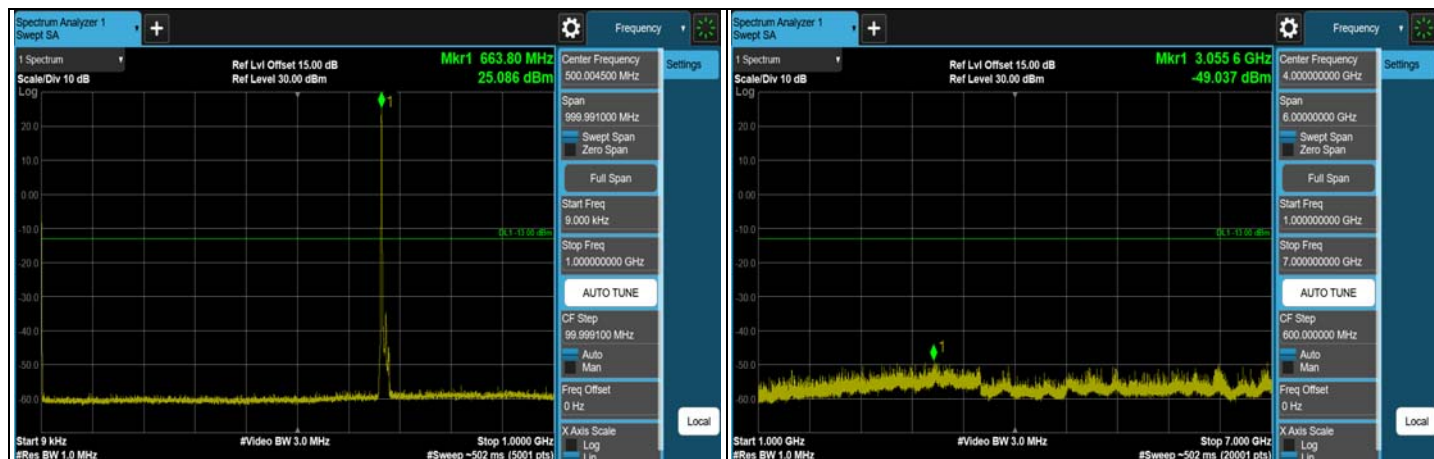 Spectrum Analyzer 1
Swept SA
+
Frequency
1 Spectrum
Scale/Div 10 dB
Log
Ref Lvl Offset 15.00 dB
Ref Level 30.00 dBm
Mkr1 663.80 MHz
25.086 dBm
1
20.0
10.0
0.00
-10.0
-20.0
-30.0
-40.0
-50.0
-60.0
DL1 -13.00 dBm
Start 9 kHz
#Res BW 1.0 MHz
#Video BW 3.0 MHz
Stop 1.0000 GHz
#Sweep ~502 ms (5001 pts)
Center Frequency
500.004500 MHz
Settings
Span
999.991000 MHz
Swept Span
Zero Span
Full Span
Start Freq
9.000 kHz
Stop Freq
1.000000000 GHz
AUTO TUNE
CF Step
99.999100 MHz
Auto
Man
Freq Offset
0 Hz
X Axis Scale
Log
Lin
Local
Spectrum Analyzer 1
Swept SA
+
Frequency
1 Spectrum
Scale/Div 10 dB
Log
Ref Lvl Offset 15.00 dB
Ref Level 30.00 dBm
Mkr1 3.055 6 GHz
-49.037 dBm
1
20.0
10.0
0.00
-10.0
-20.0
-30.0
-40.0
-50.0
-60.0
DL1 -13.00 dBm
Start 1.000 GHz
#Res BW 1.0 MHz
#Video BW 3.0 MHz
Stop 7.000 GHz
#Sweep ~502 ms (20001 pts)
Center Frequency
4.000000000 GHz
Settings
Span
6.00000000 GHz
Swept Span
Zero Span
Full Span
Start Freq
1.000000000 GHz
Stop Freq
7.000000000 GHz
AUTO TUNE
CF Step
600.000000 MHz
Auto
Man
Freq Offset
0 Hz
X Axis Scale
Log
Lin
Local